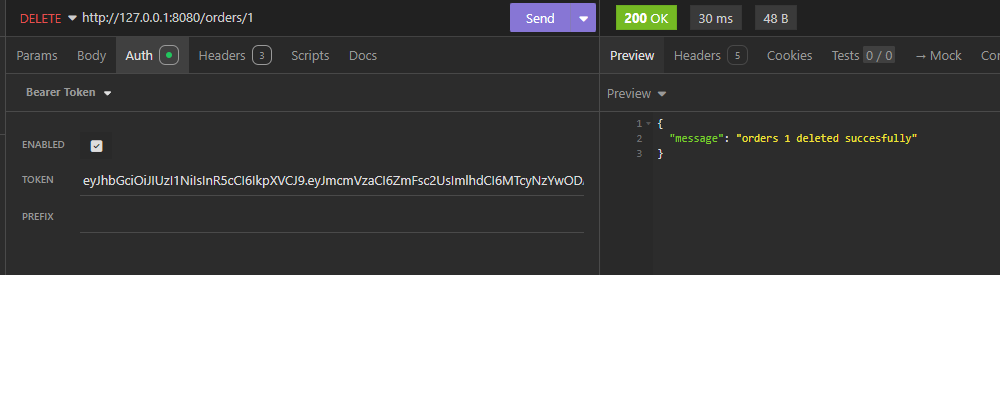 DELETE http://127.0.0.1:8080/orders/1 Send 200 OK 30 ms 48 B
Params Body Auth Headers 3 Scripts Docs Preview Headers 5 Cookies Tests 0 / 0 → Mock Con
Bearer Token Preview
ENABLED
TOKEN eyJhbGciOiJIUzI1NiIsInR5cCI6IkpXVCJ9.eyJmcmVzaCI6ZmFsc2UsImlhdCI6MTcyNzYwODA
PREFIX
1 {
2 "message": "orders 1 deleted succesfully"
3 }